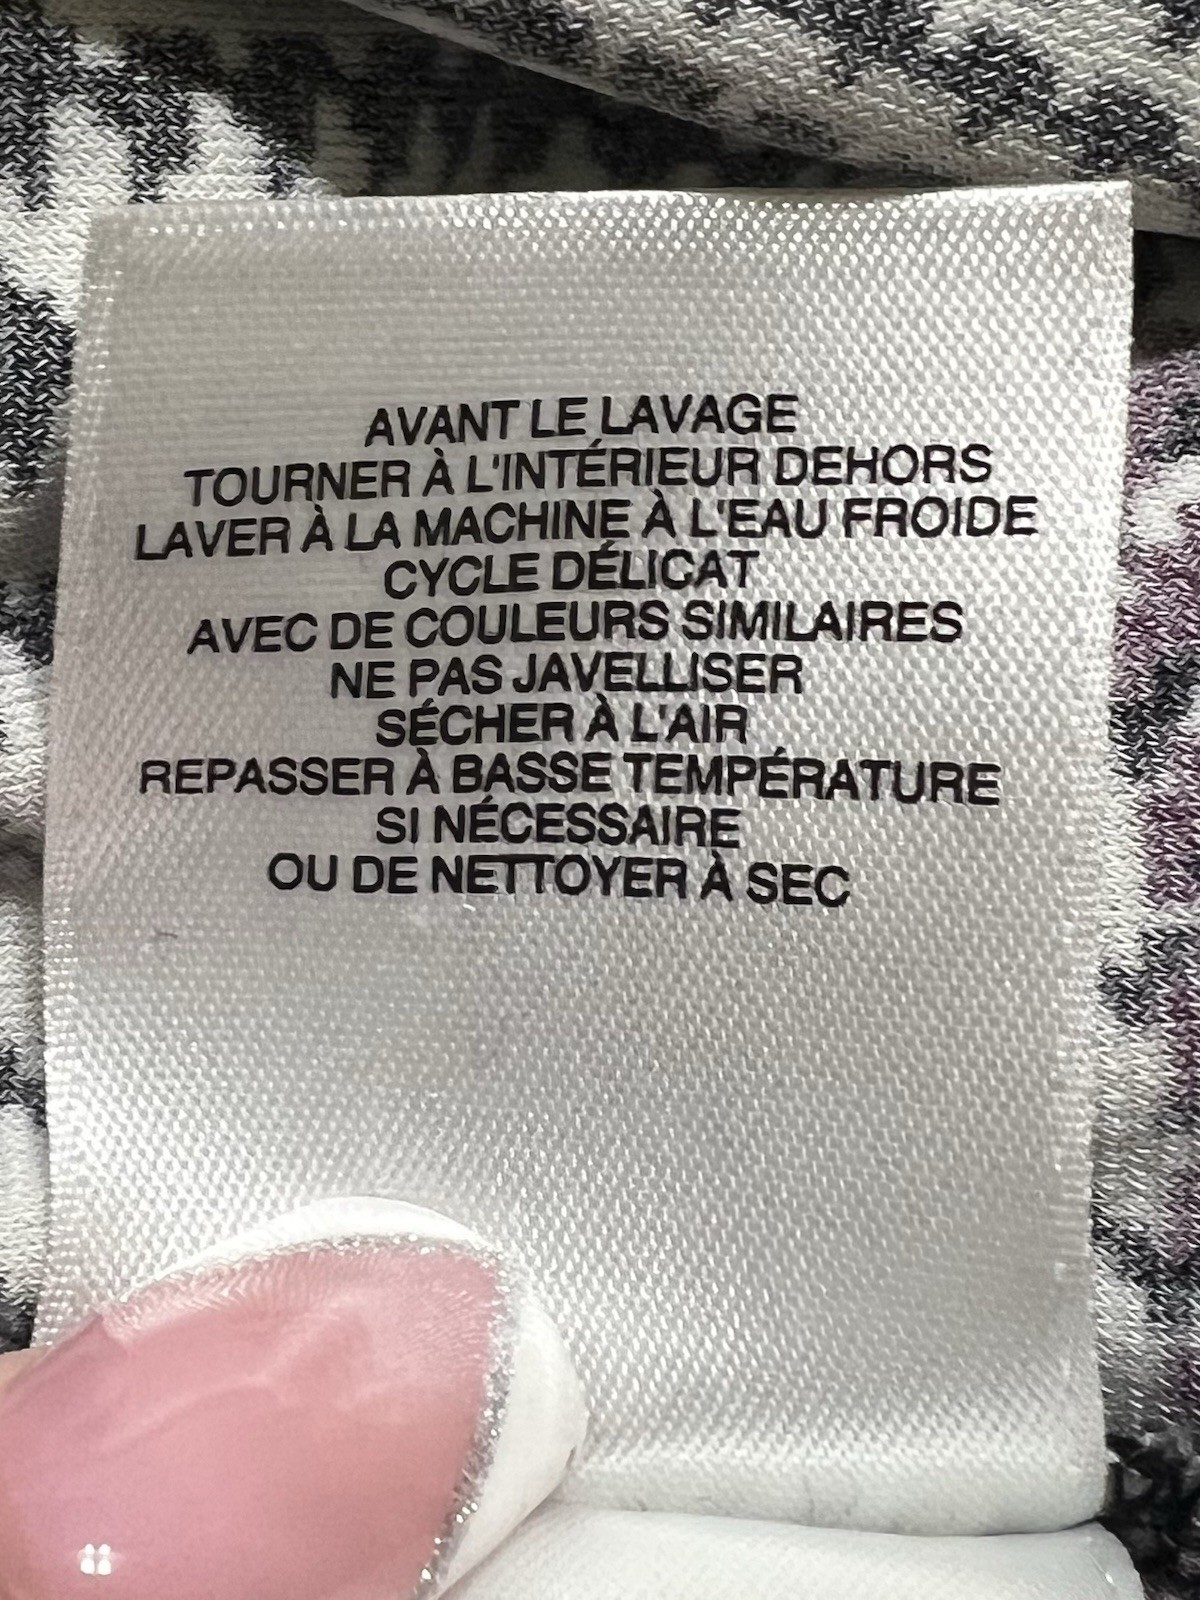 AVANT LE LAVAGE
TOURNER À L'INTÉRIEUR DEHORS
LAVER À LA MACHINE À L'EAU FROIDE
CYCLE DÉLICAT
AVEC DE COULEURS SIMILAIRES
NE PAS JAVELLISER
SÉCHER À L'AIR
REPASSER À BASSE TEMPÉRATURE
SI NÉCESSAIRE
OU DE NETTOYER À SEC